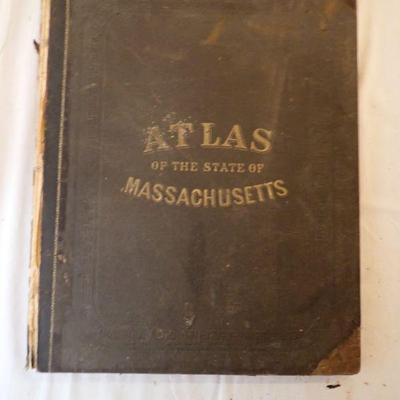 ATLAS
OF THE STATE OF
MASSACHUSETTS